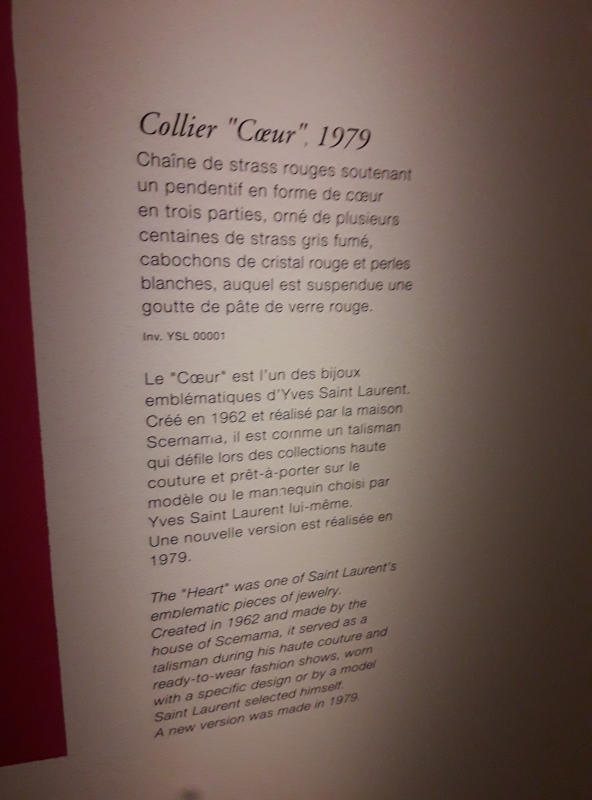 Collier "Cœur", 1979
Chaîne de strass rouges soutenant
un pendentif en forme de cœur
en trois parties, orné de plusieurs
centaines de strass gris fumé,
cabochons de cristal rouge et perles
blanches, auquel est suspendue une
goutte de pâte de verre rouge.
Inv. YSL 00001
Le "Cœur" est l'un des bijoux
emblématiques d'Yves Saint Laurent.
Créé en 1962 et réalisé par la maison
Scemama, il est comme un talisman
qui défile lors des collections haute
couture et prêt-à-porter sur le
modèle ou le mannequin choisi par
Yves Saint Laurent lui-même.
Une nouvelle version est réalisée en
1979.
The "Heart" was one of Saint Laurent's
emblematic pieces of jewelry.
Created in 1962 and made by the
house of Scemama, it served as a
talisman during his haute couture and
ready-to-wear fashion shows, worn
with a specific design or by a model
Saint Laurent selected himself.
A new version was made in 1979.